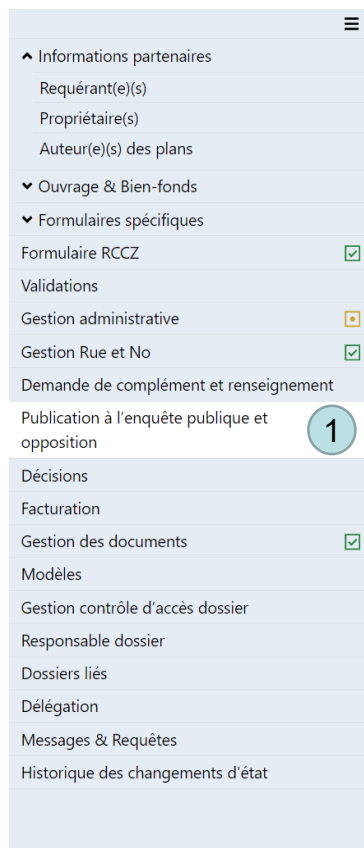 Informations partenaires
Requérant(e)(s)
Propriétaire(s)
Auteur(e)(s) des plans
Ouvrage & Bien-fonds
Formulaires spécifiques
Formulaire RCCZ
Validations
Gestion administrative
Gestion Rue et No
Demande de complément et renseignement
Publication à l'enquête publique et
opposition
1
Décisions
Facturation
Gestion des documents
Modèles
Gestion contrôle d'accès dossier
Responsable dossier
Dossiers liés
Délégation
Messages & Requêtes
Historique des changements d'état